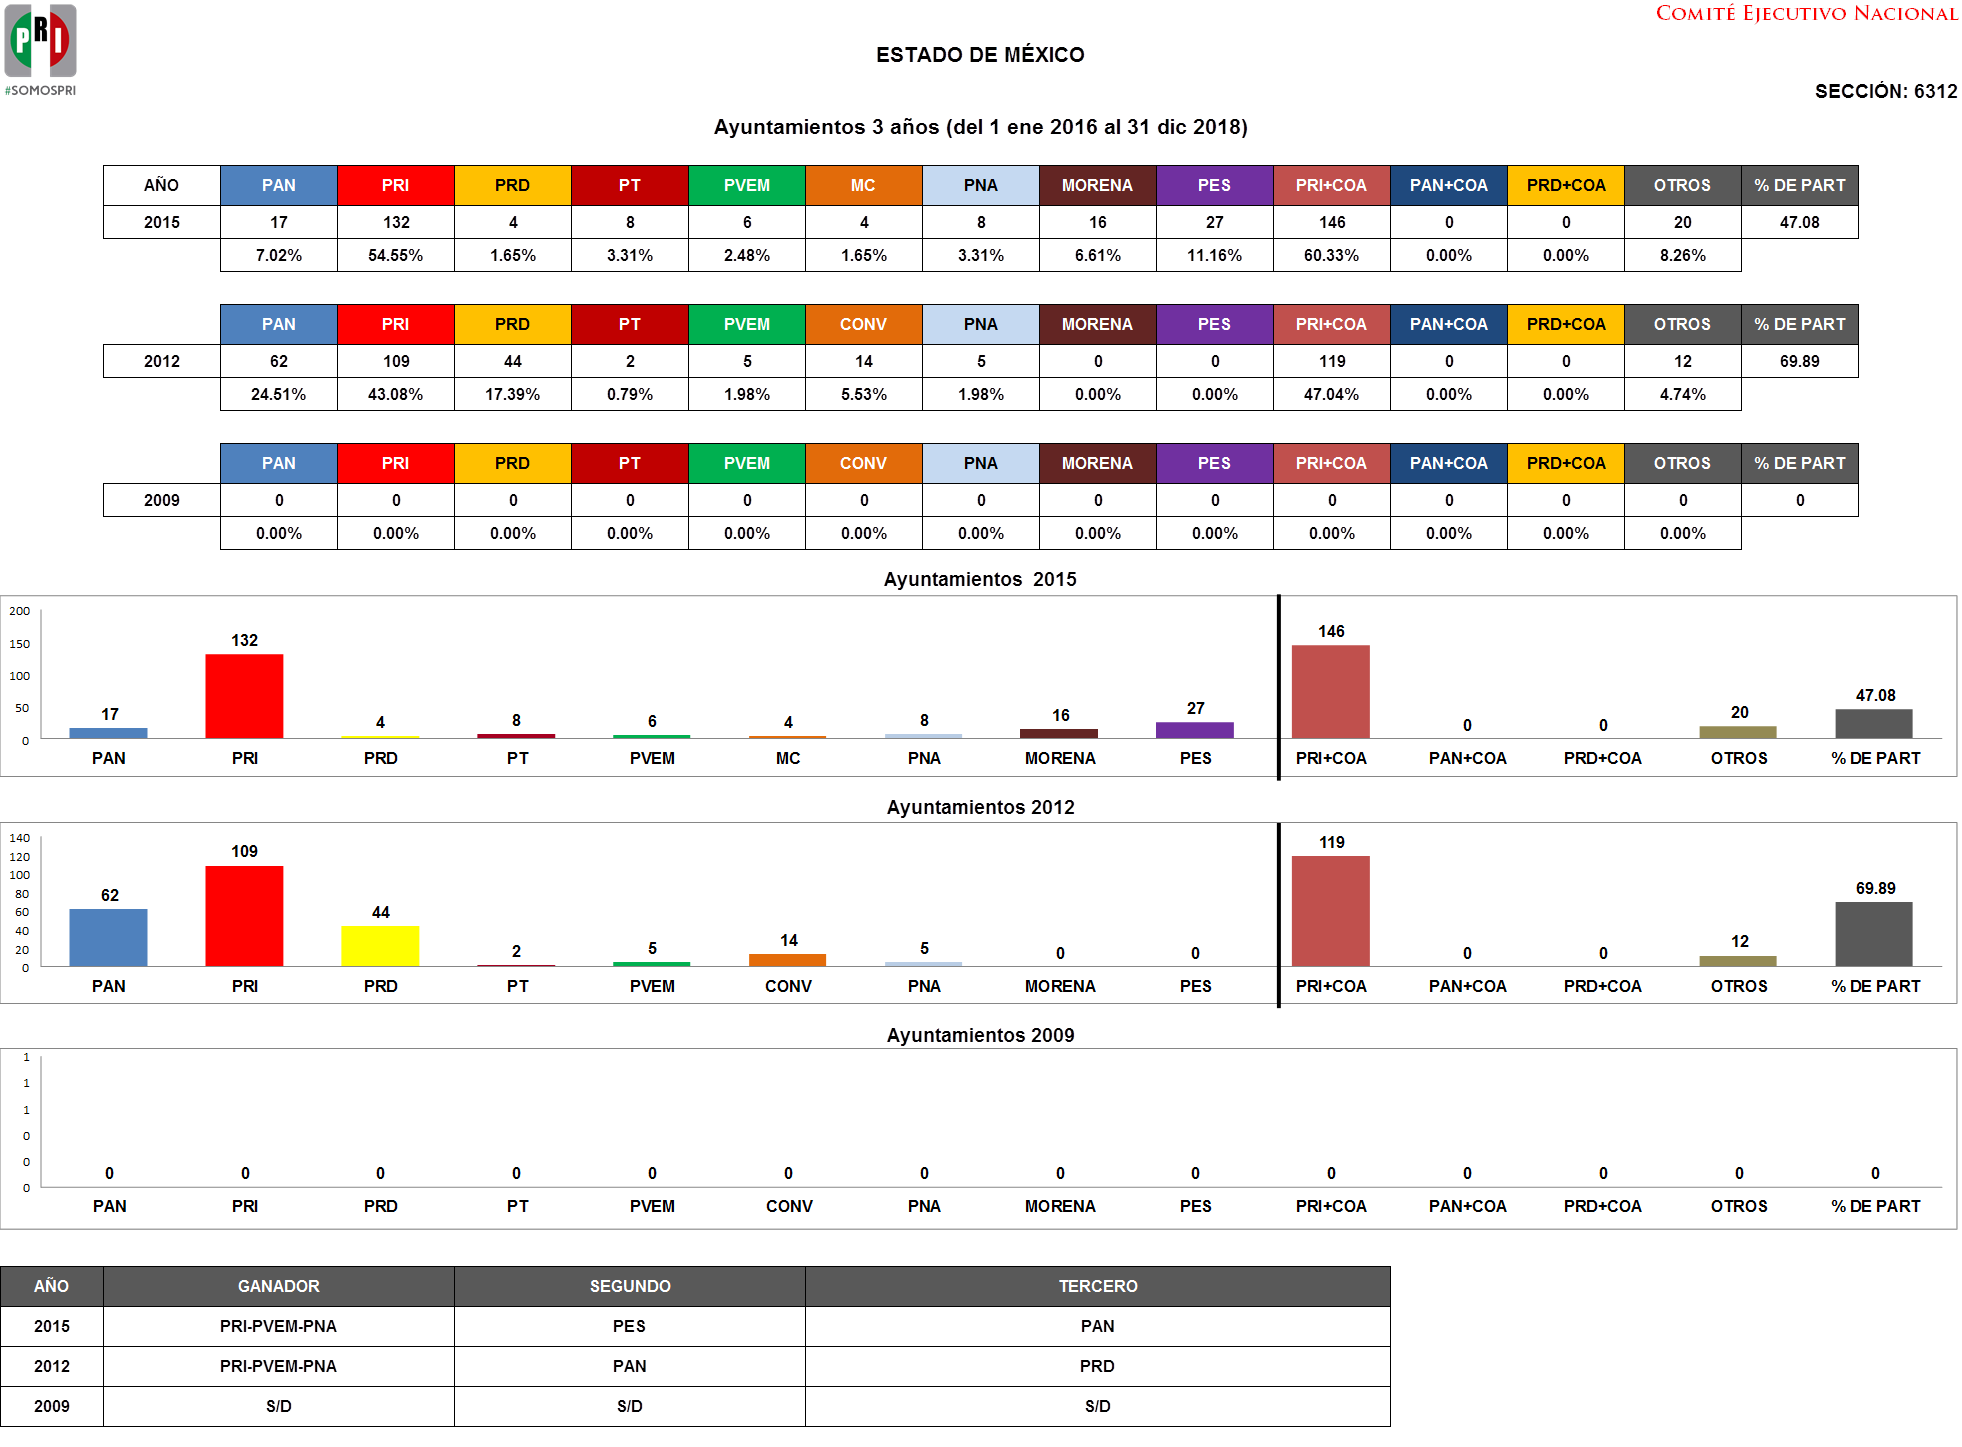 COMITÉ EJECUTIVO NACIONAL
PRI
#SOMOSPRI
ESTADO DE MÉXICO
SECCIÓN: 6312
Ayuntamientos 3 años (del 1 ene 2016 al 31 dic 2018)
AÑO PAN PRI PRD PT PVEM MC PNA MORENA PES PRI+COA PAN+COA PRD+COA OTROS % DE PART
2015 17 132 4 8 6 4 8 16 27 146 0 0 20 47.08
7.02% 54.55% 1.65% 3.31% 2.48% 1.65% 3.31% 6.61% 11.16% 60.33% 0.00% 0.00% 8.26%
PAN PRI PRD PT PVEM CONV PNA MORENA PES PRI+COA PAN+COA PRD+COA OTROS % DE PART
2012 62 109 44 2 5 14 5 0 0 119 0 0 12 69.89
24.51% 43.08% 17.39% 0.79% 1.98% 5.53% 1.98% 0.00% 0.00% 47.04% 0.00% 0.00% 4.74%
PAN PRI PRD PT PVEM CONV PNA MORENA PES PRI+COA PAN+COA PRD+COA OTROS % DE PART
2009 0 0 0 0 0 0 0 0 0 0 0 0 0 0
0.00% 0.00% 0.00% 0.00% 0.00% 0.00% 0.00% 0.00% 0.00% 0.00% 0.00% 0.00% 0.00%
Ayuntamientos 2015
200
150
100
50
0
17 132 4 8 6 4 8 16 27 146 0 0 20 47.08
PAN PRI PRD PT PVEM MC PNA MORENA PES PRI+COA PAN+COA PRD+COA OTROS % DE PART
Ayuntamientos 2012
140
120
100
80
60
40
20
0
62 109 44 2 5 14 5 0 0 119 0 0 12 69.89
PAN PRI PRD PT PVEM CONV PNA MORENA PES PRI+COA PAN+COA PRD+COA OTROS % DE PART
Ayuntamientos 2009
1
1
1
0
0
0
0 0 0 0 0 0 0 0 0 0 0 0 0 0
PAN PRI PRD PT PVEM CONV PNA MORENA PES PRI+COA PAN+COA PRD+COA OTROS % DE PART
AÑO GANADOR SEGUNDO TERCERO
2015 PRI-PVEM-PNA PES PAN
2012 PRI-PVEM-PNA PAN PRD
2009 S/D S/D S/D